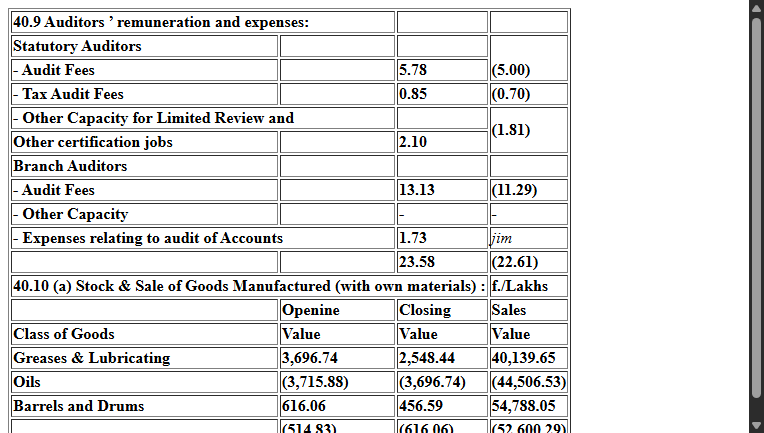 40.9 Auditors ’ remuneration and expenses:
Statutory Auditors
- Audit Fees 5.78 (5.00)
- Tax Audit Fees 0.85 (0.70)
- Other Capacity for Limited Review and
Other certification jobs 2.10 (1.81)
Branch Auditors
- Audit Fees 13.13 (11.29)
- Other Capacity - -
- Expenses relating to audit of Accounts 1.73 jim
23.58 (22.61)
40.10 (a) Stock & Sale of Goods Manufactured (with own materials) : f./Lakhs
Openine Closing Sales
Class of Goods Value Value Value
Greases & Lubricating 3,696.74 2,548.44 40,139.65
Oils (3,715.88) (3,696.74) (44,506.53)
Barrels and Drums 616.06 456.59 54,788.05
(514.83) (616.06) (52,600.29)